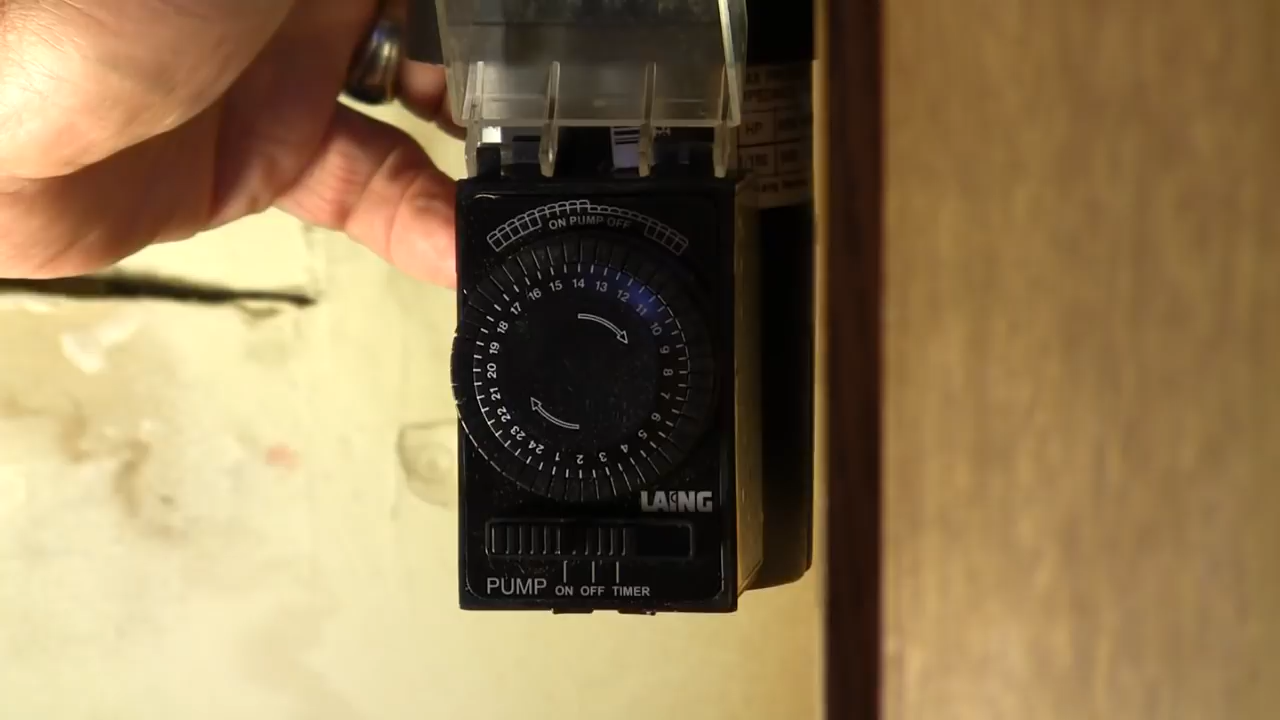 HP
ON PUMP OFF
14 13 12 11 10 9 8 7 6 5 4 3 2 1 24 23 22 21 20 19 18 17 16 15
LAING
PUMP ON OFF TIMER